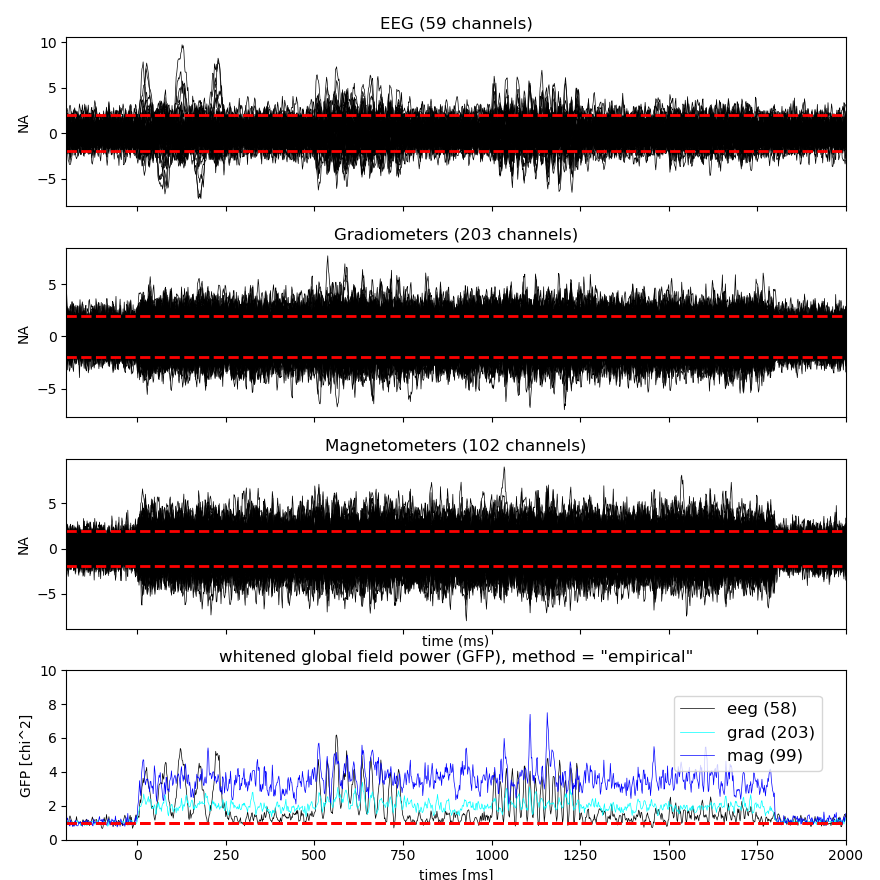 EEG (59 channels)
10
5
0
−5
NA
Gradiometers (203 channels)
5
0
−5
NA
Magnetometers (102 channels)
5
0
−5
NA
time (ms)
whitened global field power (GFP), method = "empirical"
10
8
6
4
2
0
GFP [chi^2]
eeg (58)
grad (203)
mag (99)
0 250 500 750 1000 1250 1500 1750 2000
times [ms]